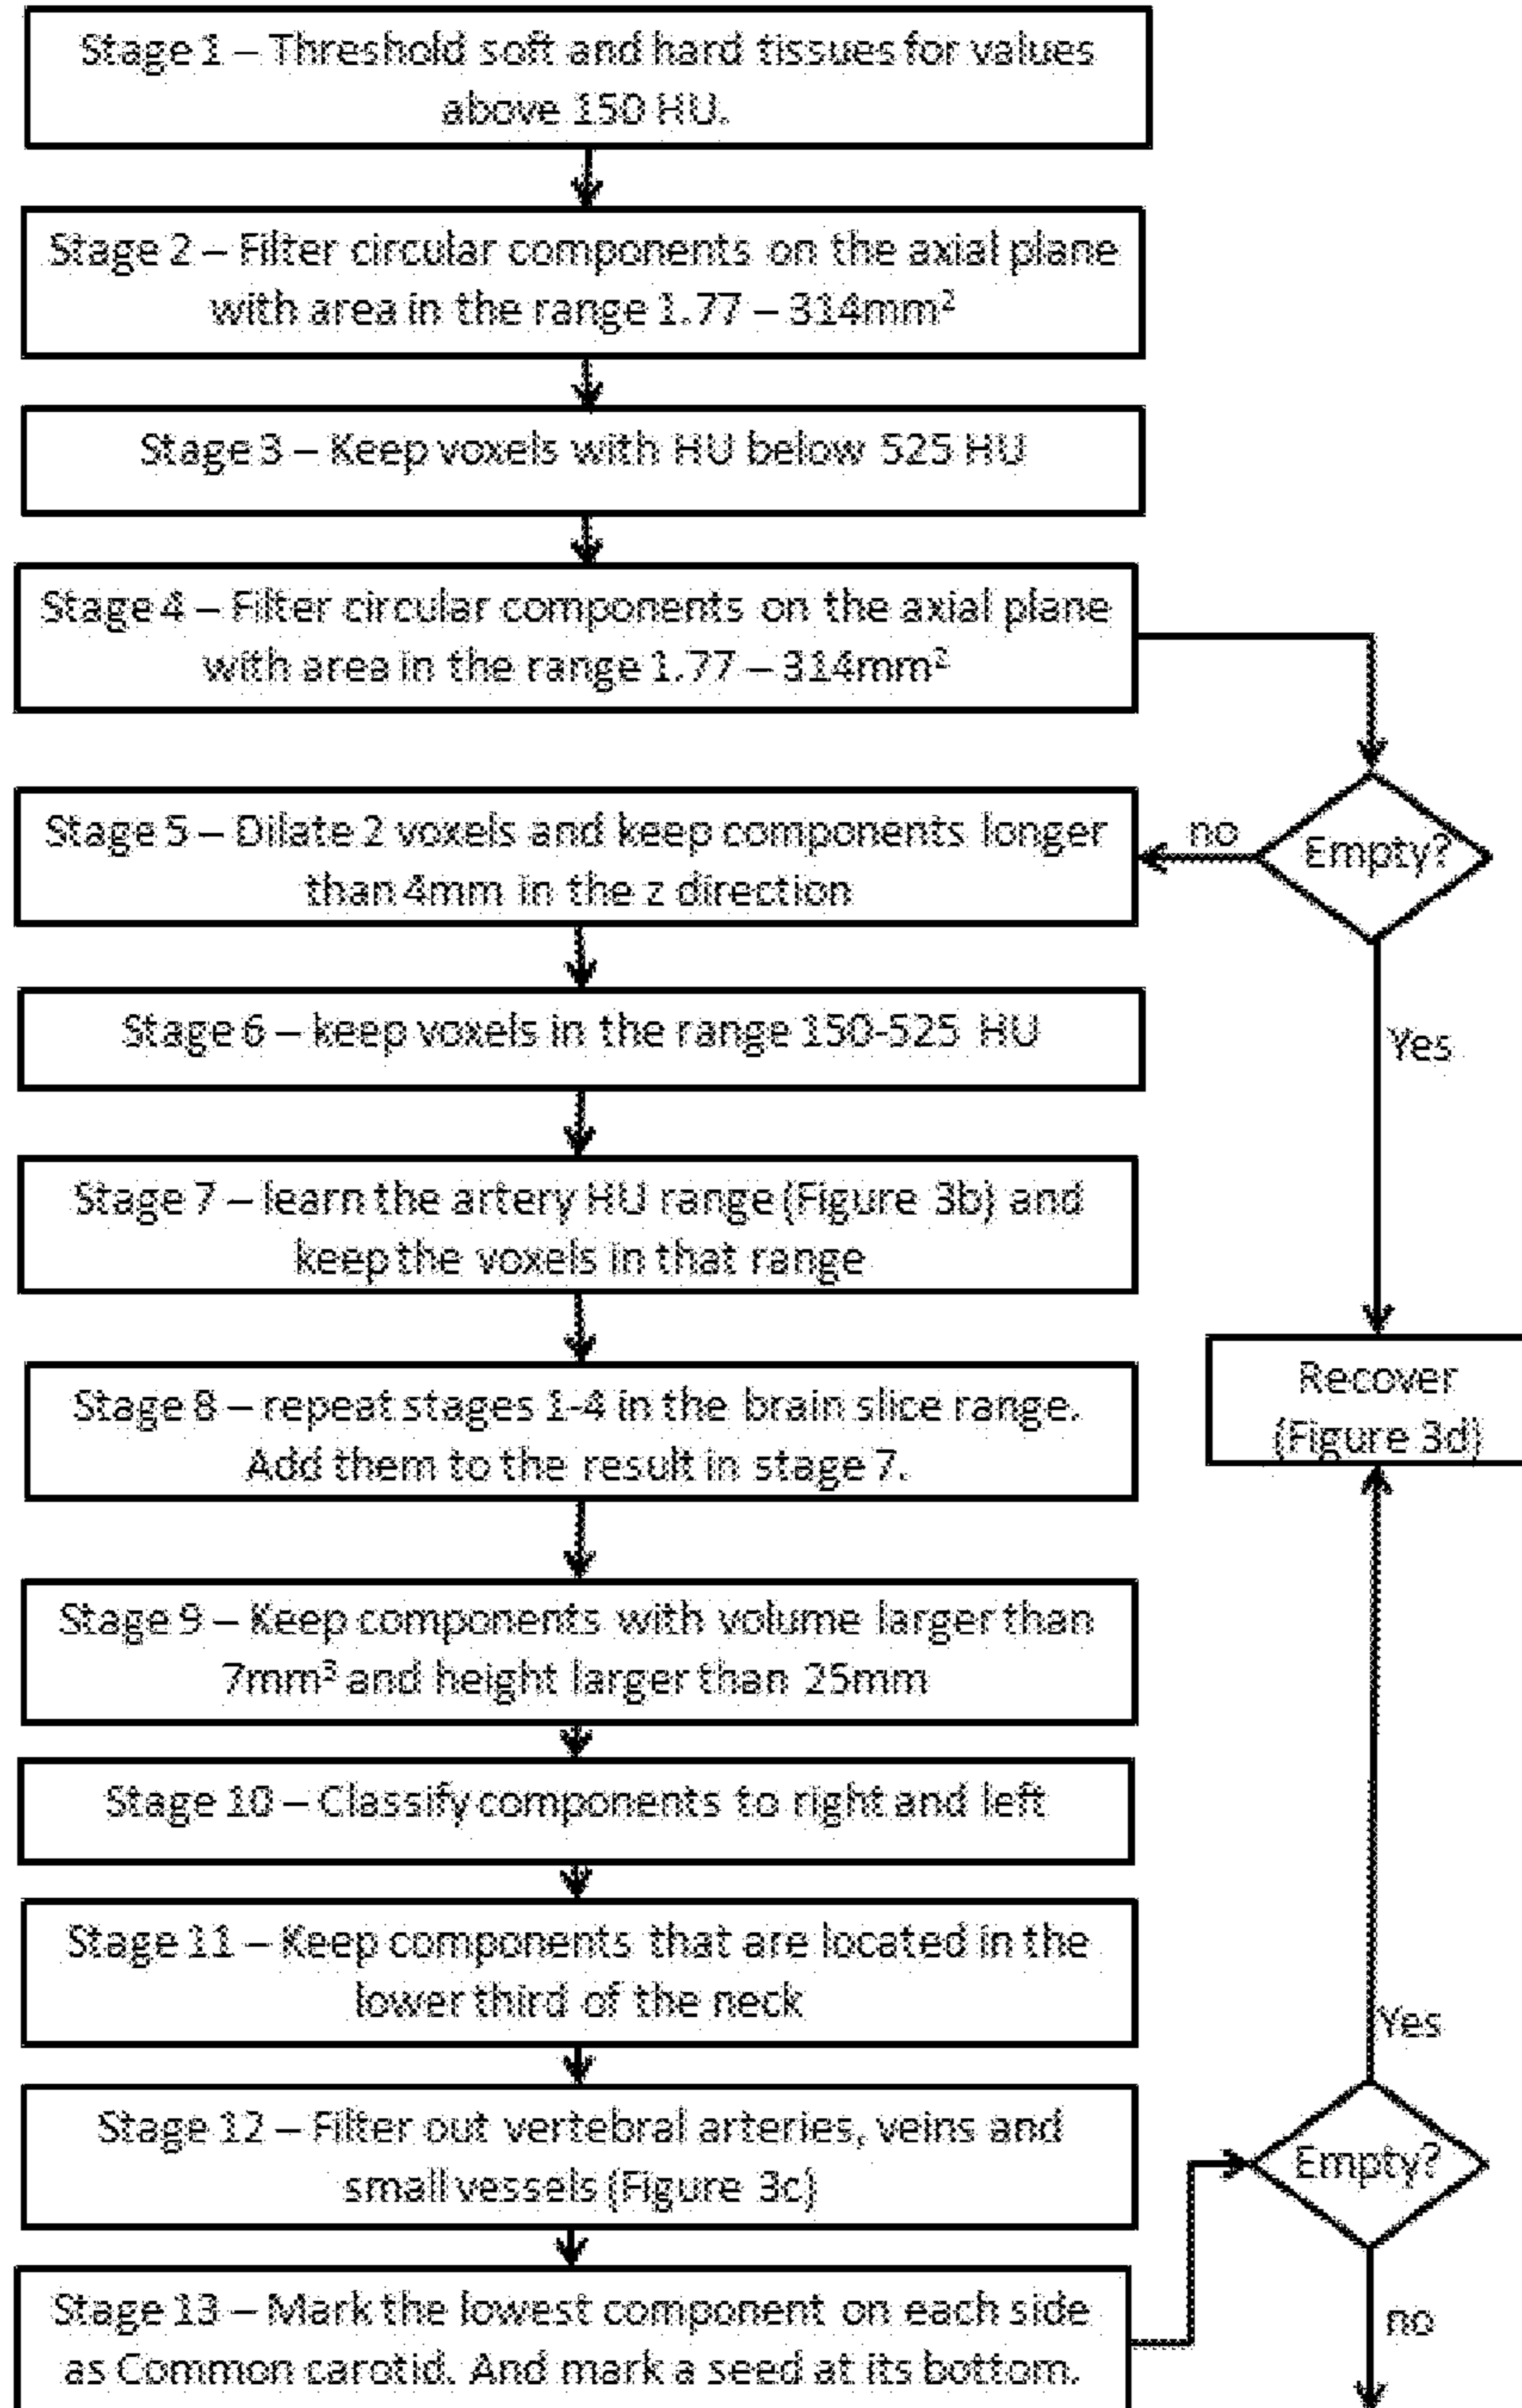 Stage 1 – Threshold soft and hard tissues for values
above 150 HU.
Stage 2 – Filter circular components on the axial plane
with area in the range 1.77 – 314mm²
Stage 3 – Keep voxels with HU below 525 HU
Stage 4 – Filter circular components on the axial plane
with area in the range 1.77 – 314mm²
Empty?
no
Yes
Stage 5 – Dilate 2 voxels and keep components longer
than 4mm in the z direction
Stage 6 – keep voxels in the range 150-525 HU
Stage 7 – learn the artery HU range (Figure 3b) and
keep the voxels in that range
Recover
(Figure 3d)
Stage 8 – repeat stages 1-4 in the brain slice range.
Add them to the result in stage 7.
Stage 9 – Keep components with volume larger than
7mm³ and height larger than 25mm
Stage 10 – Classify components to right and left
Stage 11 – Keep components that are located in the
lower third of the neck
Stage 12 – Filter out vertebral arteries, veins and
small vessels (Figure 3c)
Yes
Empty?
no
Stage 13 – Mark the lowest component on each side
as Common carotid. And mark a seed at its bottom.